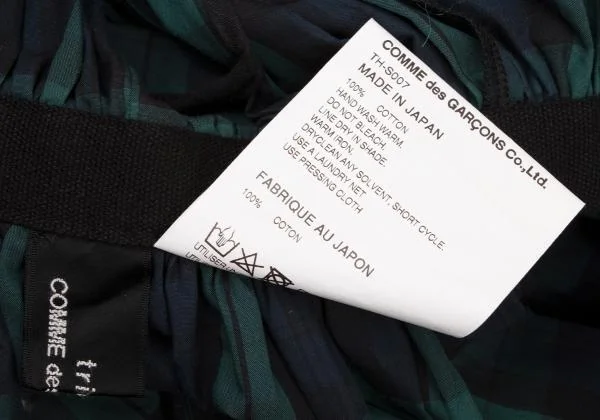 COMME des GARÇONS Co.,Ltd.
TH-S007
MADE IN JAPAN
100% COTTON
HAND WASH WARM.
DO NOT BLEACH.
LINE DRY IN SHADE.
WARM IRON.
DRYCLEAN ANY SOLVENT, SHORT CYCLE.
USE A LAUNDRY NET
USE PRESSING CLOTH
FABRIQUE AU JAPON
100% COTON
COMME des